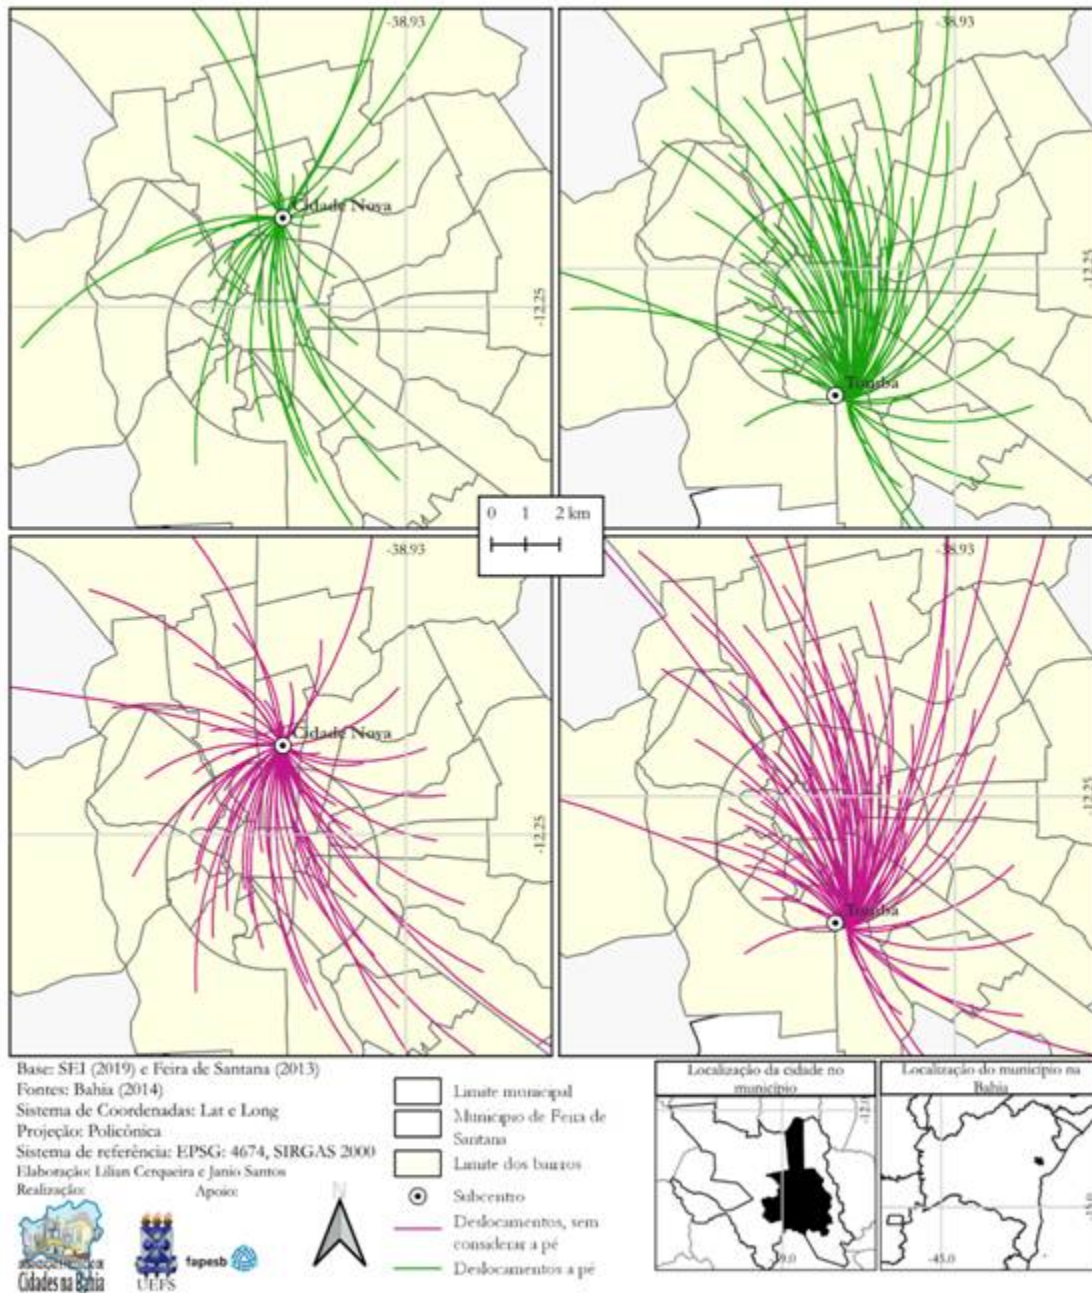 -38.93
-38.93
Cidade Nova
-12.25
-12.25
Tomba
0 1 2 km
-38.93
-38.93
Cidade Nova
-12.25
-12.25
Tomba
Base: SEI (2019) e Feira de Santana (2013)
Fontes: Bahia (2014)
Sistema de Coordenadas: Lat e Long
Projeção: Policônica
Sistema de referência: EPSG: 4674, SIRGAS 2000
Elaboração: Lilian Cerqueira e Janio Santos
Realização: Apoio:
Cidades na Bahia
UEFS
fapesb
N
Limite municipal
Município de Feira de
Santana
Limite dos bairros
Subcentro
Deslocamentos, sem
considerar a pé
Deslocamentos a pé
Localização da cidade no
município
-12.0
Localização do município na
Bahia
-45.0